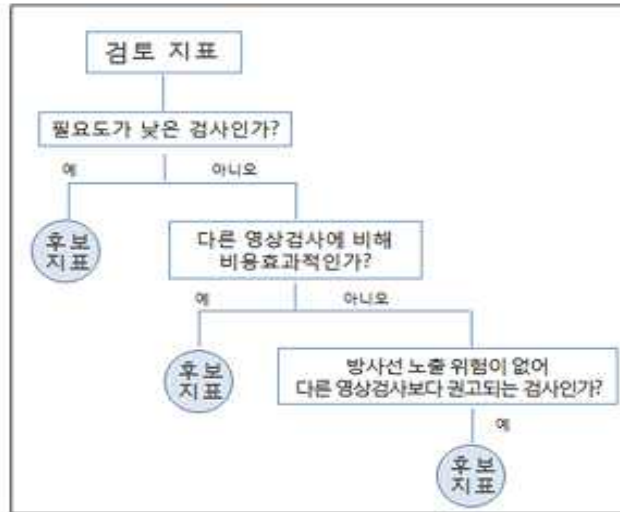 검토 지표
필요도가 낮은 검사인가?
예
아니오
후보
지표
다른 영상검사에 비해
비용효과적인가?
예
아니오
후보
지표
방사선 노출 위험이 없어
다른 영상검사보다 권고되는 검사인가?
예
후보
지표